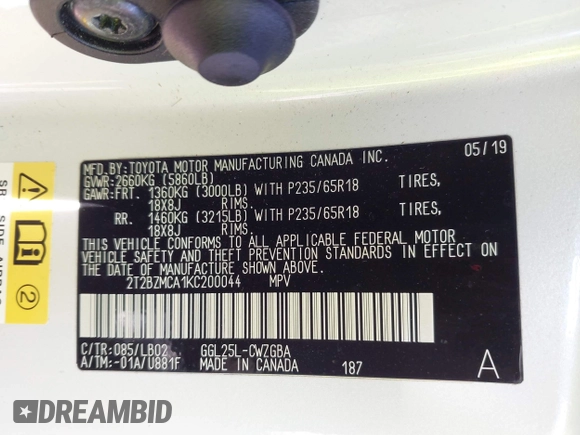 MFD.BY:TOYOTA MOTOR MANUFACTURING CANADA INC. 05/19
GVWR:2660KG (5860LB)
GAWR:FRT. 1360KG (3000LB) WITH P235/65R18 TIRES,
18X8J RIMS.
RR. 1460KG (3215LB) WITH P235/65R18 TIRES,
18X8J RIMS.
THIS VEHICLE CONFORMS TO ALL APPLICABLE FEDERAL MOTOR
VEHICLE SAFETY AND THEFT PREVENTION STANDARDS IN EFFECT
ON THE DATE OF MANUFACTURE SHOWN ABOVE.
2T2BZMCA1KC200044 MPV
C/TR:085/LB02 GGL25L-CWZGBA
A/TM:-01A/U881F MADE IN CANADA 187 A
SIDE
2
DREAMBID